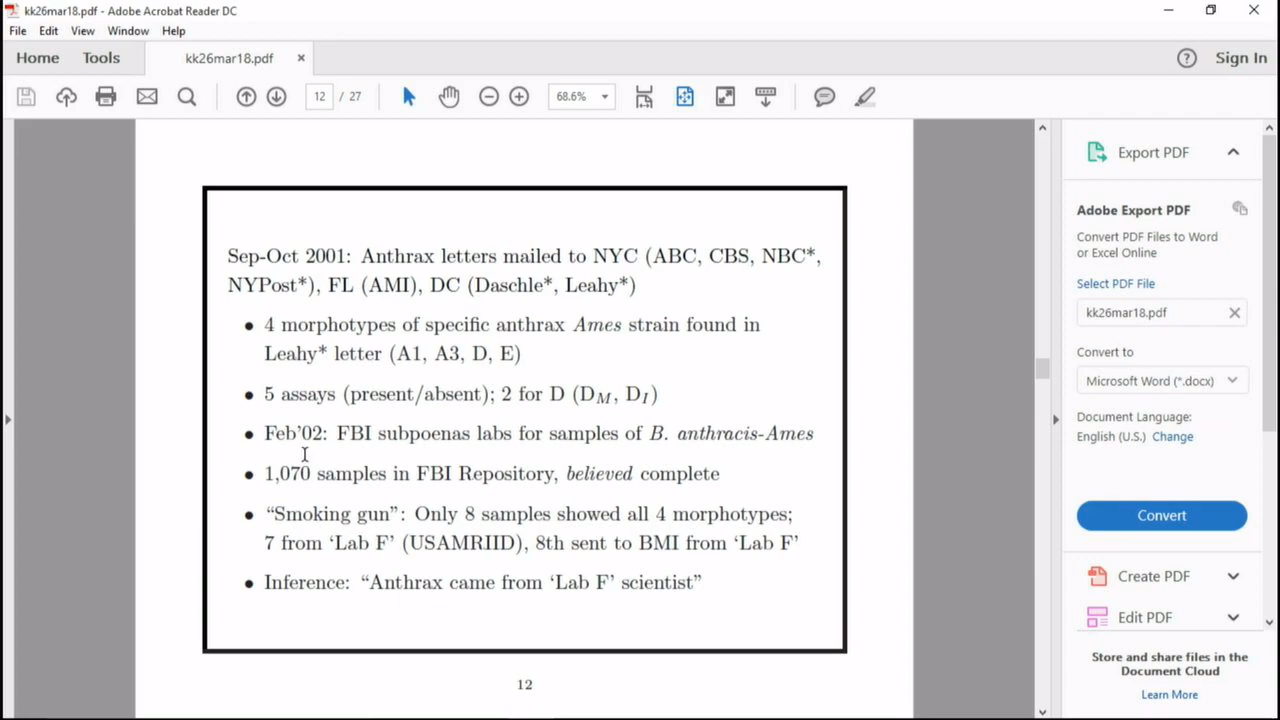 kk26mar18.pdf - Adobe Acrobat Reader DC
File Edit View Window Help
Home Tools kk26mar18.pdf × ? Sign In
12 / 27 68.6%
Sep-Oct 2001: Anthrax letters mailed to NYC (ABC, CBS, NBC*,
NYPost*), FL (AMI), DC (Daschle*, Leahy*)
• 4 morphotypes of specific anthrax Ames strain found in
Leahy* letter (A1, A3, D, E)
• 5 assays (present/absent); 2 for D (D_M, D_I)
• Feb'02: FBI subpoenas labs for samples of B. anthracis-Ames
• 1,070 samples in FBI Repository, believed complete
• “Smoking gun”: Only 8 samples showed all 4 morphotypes;
7 from ‘Lab F’ (USAMRIID), 8th sent to BMI from ‘Lab F’
• Inference: “Anthrax came from ‘Lab F’ scientist”
12
Export PDF
Adobe Export PDF
Convert PDF Files to Word
or Excel Online
Select PDF File
kk26mar18.pdf
Convert to
Microsoft Word (*.docx)
Document Language:
English (U.S.) Change
Convert
Create PDF
Edit PDF
Store and share files in the
Document Cloud
Learn More